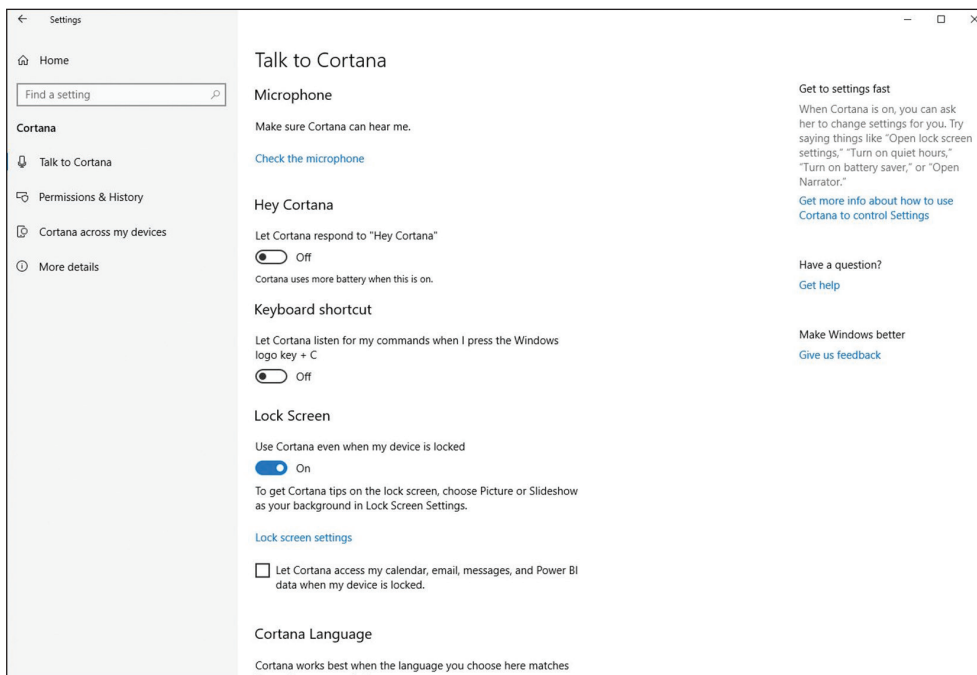 Settings
Home
Find a setting
Cortana
Talk to Cortana
Permissions & History
Cortana across my devices
More details
Talk to Cortana
Microphone
Make sure Cortana can hear me.
Check the microphone
Hey Cortana
Let Cortana respond to "Hey Cortana"
Off
Cortana uses more battery when this is on.
Keyboard shortcut
Let Cortana listen for my commands when I press the Windows
logo key + C
Off
Lock Screen
Use Cortana even when my device is locked
On
To get Cortana tips on the lock screen, choose Picture or Slideshow
as your background in Lock Screen Settings.
Lock screen settings
Let Cortana access my calendar, email, messages, and Power BI
data when my device is locked.
Cortana Language
Cortana works best when the language you choose here matches
Get to settings fast
When Cortana is on, you can ask
her to change settings for you. Try
saying things like “Open lock screen
settings,” “Turn on quiet hours,”
“Turn on battery saver,” or “Open
Narrator.”
Get more info about how to use
Cortana to control Settings
Have a question?
Get help
Make Windows better
Give us feedback